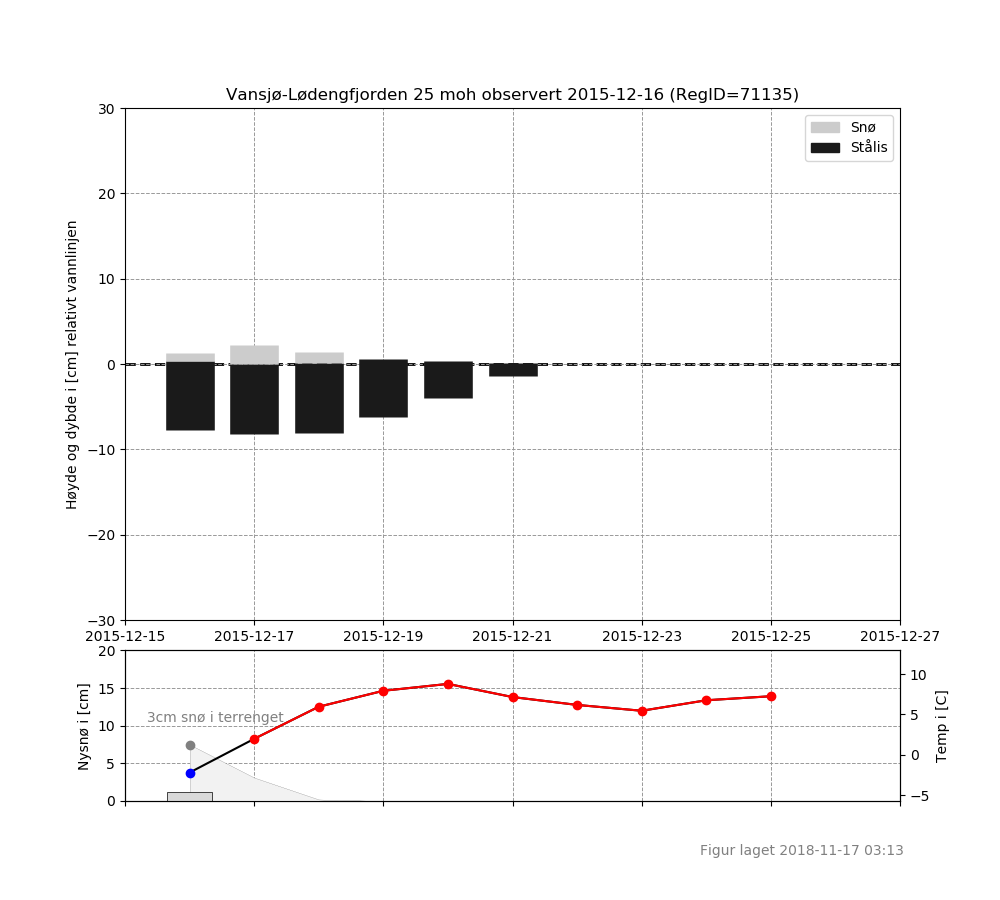 Vansjø-Lødengfjorden 25 moh observert 2015-12-16 (RegID=71135)
Snø
Stålis
Høyde og dybde i [cm] relativt vannlinjen
30
20
10
0
−10
−20
−30
2015-12-15 2015-12-17 2015-12-19 2015-12-21 2015-12-23 2015-12-25 2015-12-27
Nysnø i [cm]
20
15
10
5
0
3cm snø i terrenget
10
5
0
−5
Temp i [C]
Figur laget 2018-11-17 03:13